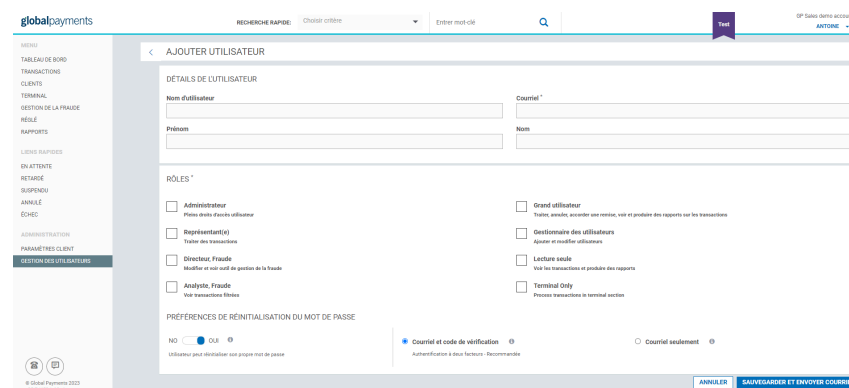 globalpayments
RECHERCHE RAPIDE:
Choisir critère
Entrer mot-clé
Test
GP Sales demo accou
ANTOINE
MENU
TABLEAU DE BORD
TRANSACTIONS
CLIENTS
TERMINAL
GESTION DE LA FRAUDE
RÉGLÉ
RAPPORTS
LIENS RAPIDES
EN ATTENTE
RETARDÉ
SUSPENDU
ANNULÉ
ÉCHEC
ADMINISTRATION
PARAMÈTRES CLIENT
GESTION DES UTILISATEURS
© Global Payments 2023
AJOUTER UTILISATEUR
DÉTAILS DE L'UTILISATEUR
Nom d'utilisateur
Courriel *
Prénom
Nom
RÔLES *
Administrateur
Pleins droits d'accès utilisateur
Grand utilisateur
Traiter, annuler, accorder une remise, voir et produire des rapports sur les transactions
Représentant(e)
Traiter des transactions
Gestionnaire des utilisateurs
Ajouter et modifier utilisateurs
Directeur, Fraude
Modifier et voir outil de gestion de la fraude
Lecture seule
Voir les transactions et produire des rapports
Analyste, Fraude
Voir transactions filtrées
Terminal Only
Process transactions in terminal section
PRÉFÉRENCES DE RÉINITIALISATION DU MOT DE PASSE
NO
OUI
Utilisateur peut réinitialiser son propre mot de passe
Courriel et code de vérification
Authentification à deux facteurs - Recommandée
Courriel seulement
ANNULER
SAUVEGARDER ET ENVOYER COURRI